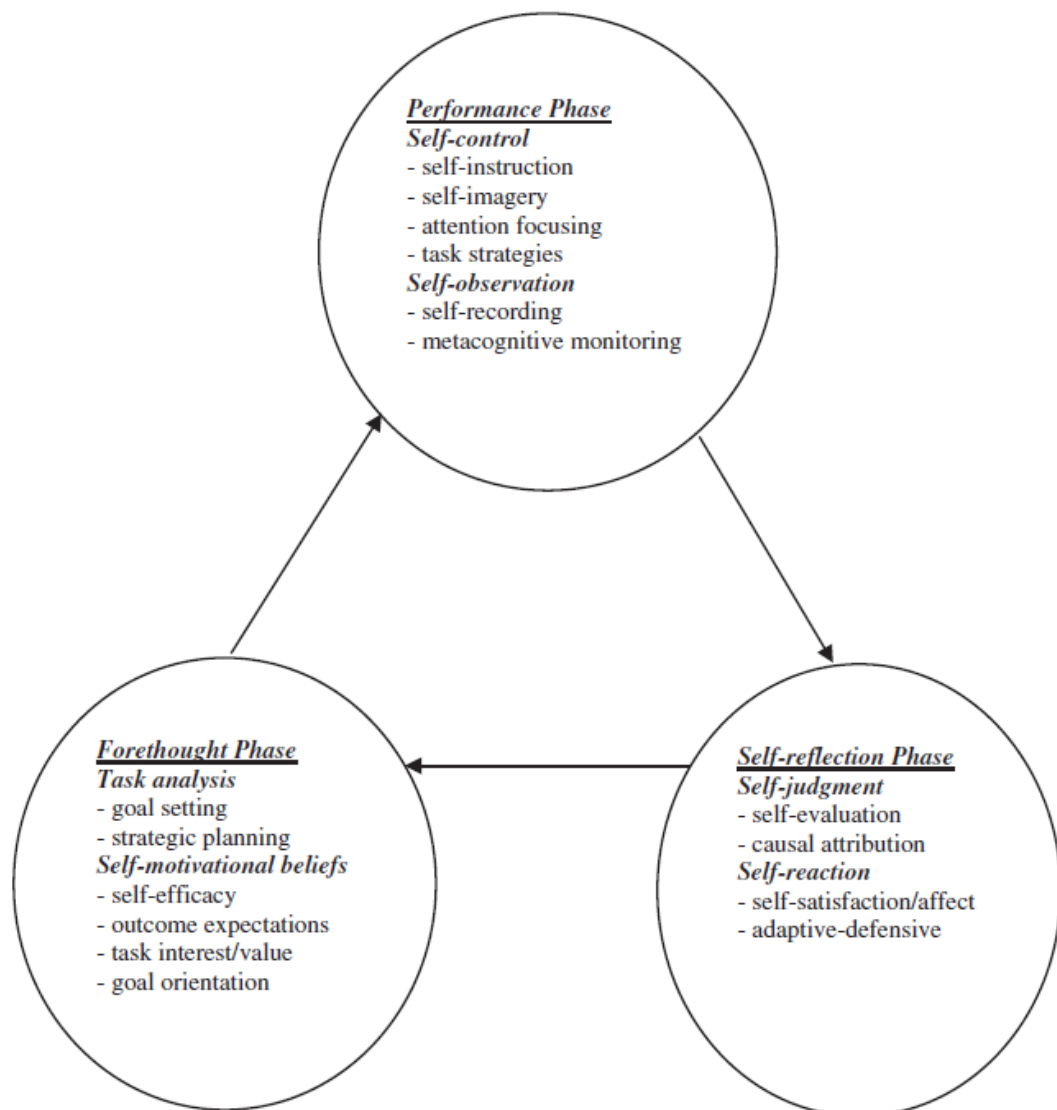 Performance Phase
Self-control
- self-instruction
- self-imagery
- attention focusing
- task strategies
Self-observation
- self-recording
- metacognitive monitoring
Forethought Phase
Task analysis
- goal setting
- strategic planning
Self-motivational beliefs
- self-efficacy
- outcome expectations
- task interest/value
- goal orientation
Self-reflection Phase
Self-judgment
- self-evaluation
- causal attribution
Self-reaction
- self-satisfaction/affect
- adaptive-defensive